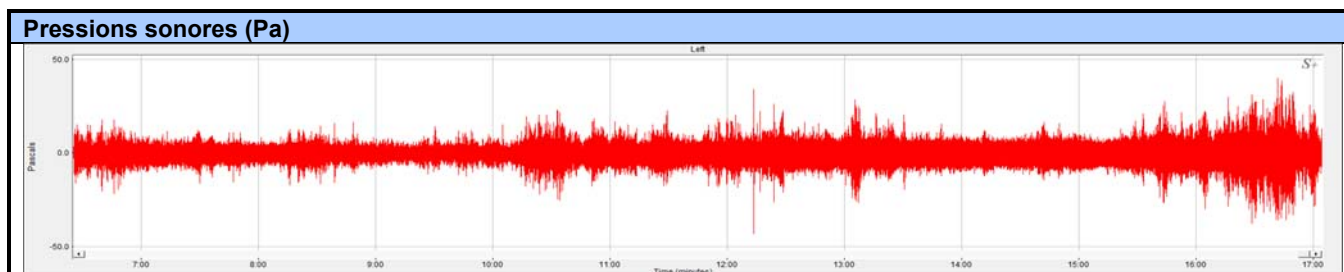 Pressions sonores (Pa)
Left
50.0
S+
0.0
Pascals
-50.0
7:00 8:00 9:00 10:00 11:00 12:00 13:00 14:00 15:00 16:00 17:00
Time (minutes)